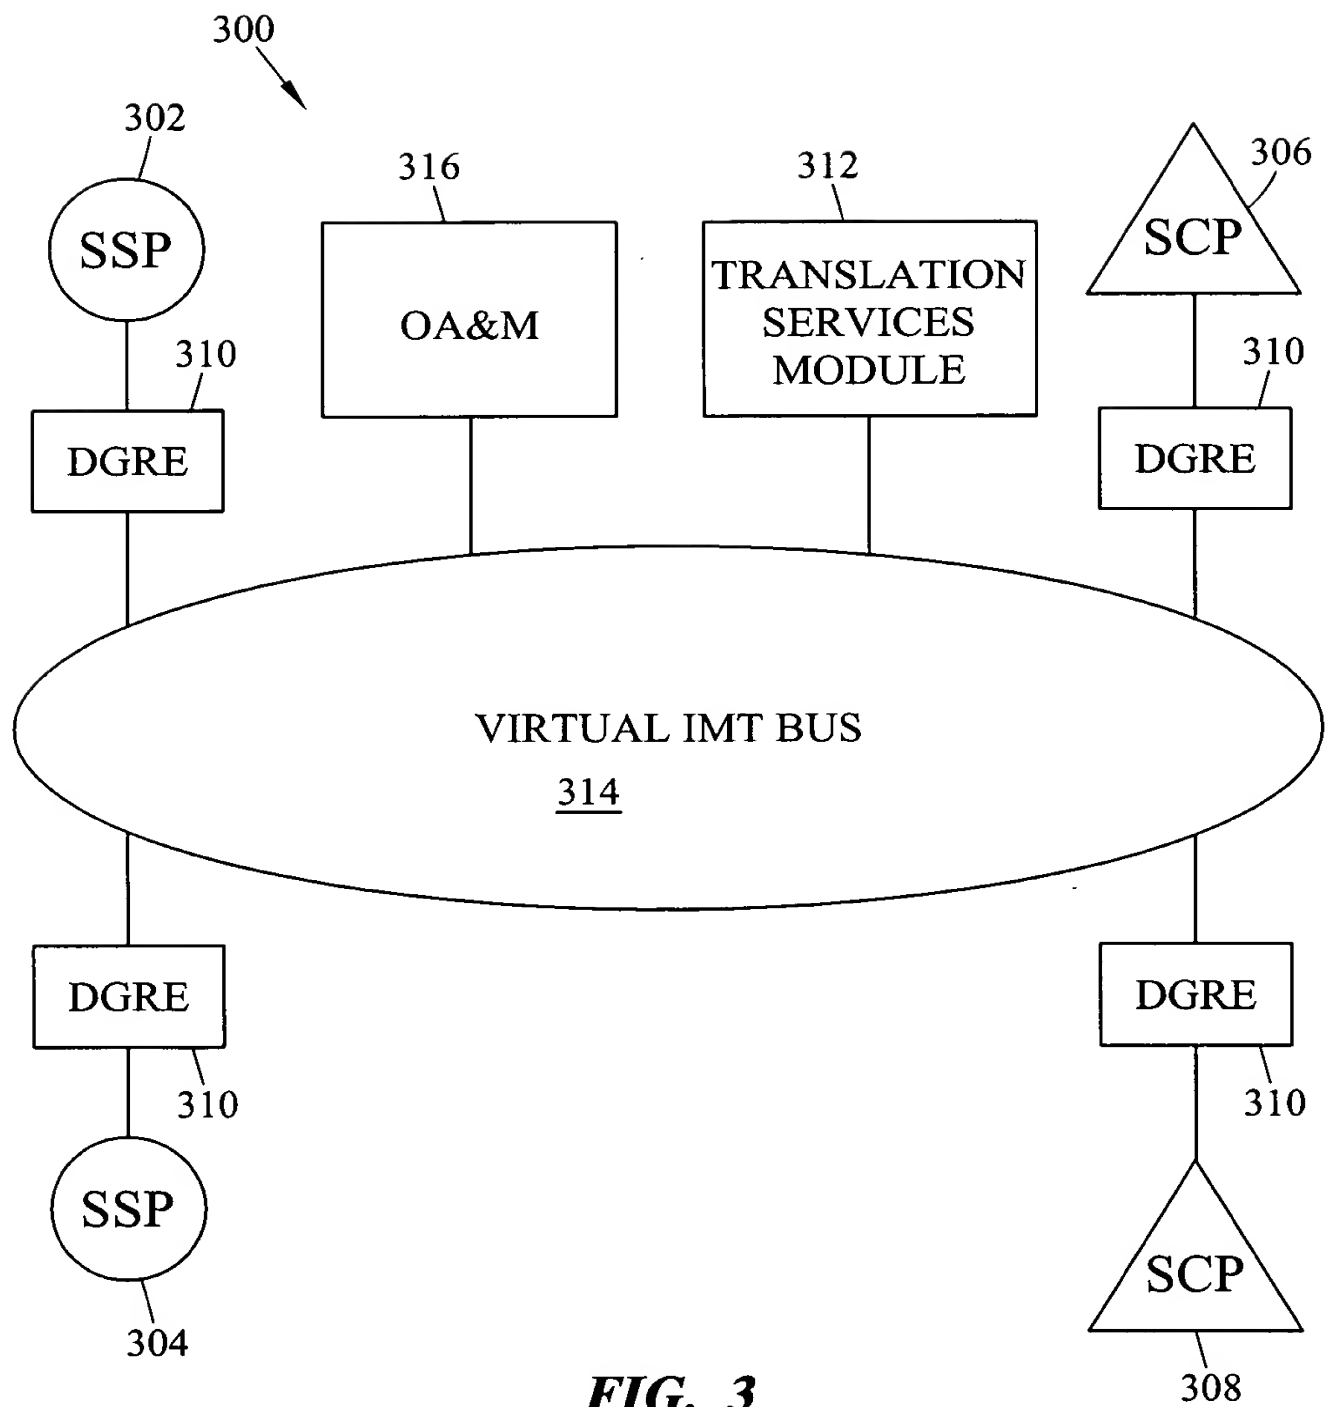 300
302
316
312
306
SSP
OA&M
TRANSLATION
SERVICES
MODULE
SCP
310
310
DGRE
DGRE
VIRTUAL IMT BUS
314
DGRE
DGRE
310
310
SSP
SCP
304
308
FIG. 3